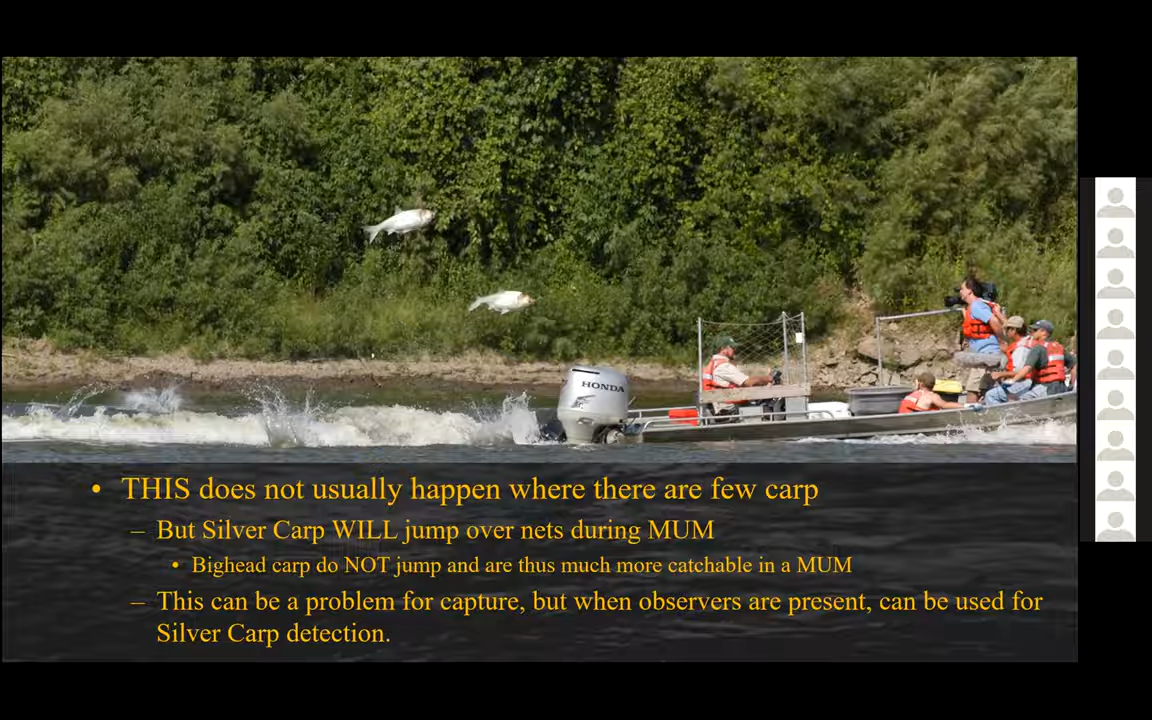 HONDA
• THIS does not usually happen where there are few carp
– But Silver Carp WILL jump over nets during MUM
• Bighead carp do NOT jump and are thus much more catchable in a MUM
– This can be a problem for capture, but when observers are present, can be used for
Silver Carp detection.